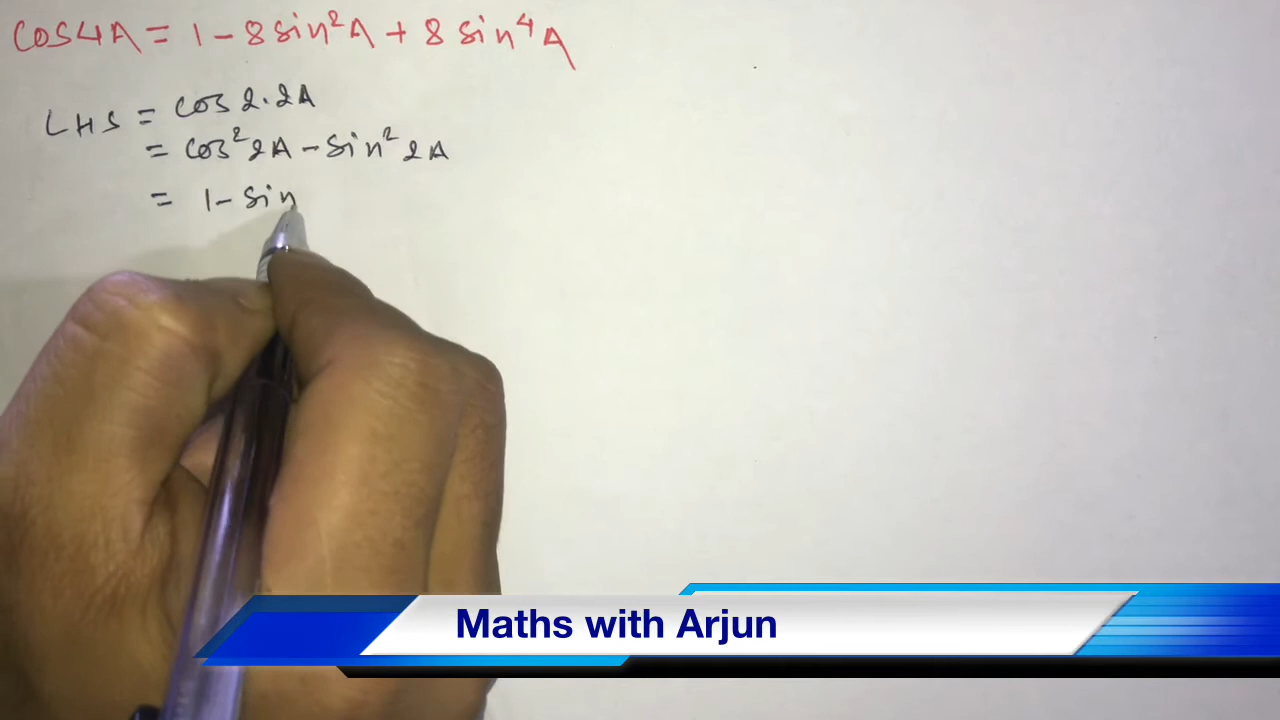 cos4A = 1 - 8 sin²A + 8 sin⁴A
LHS = cos 2.2A
= cos²2A - sin²2A
= 1 - sin
Maths with Arjun